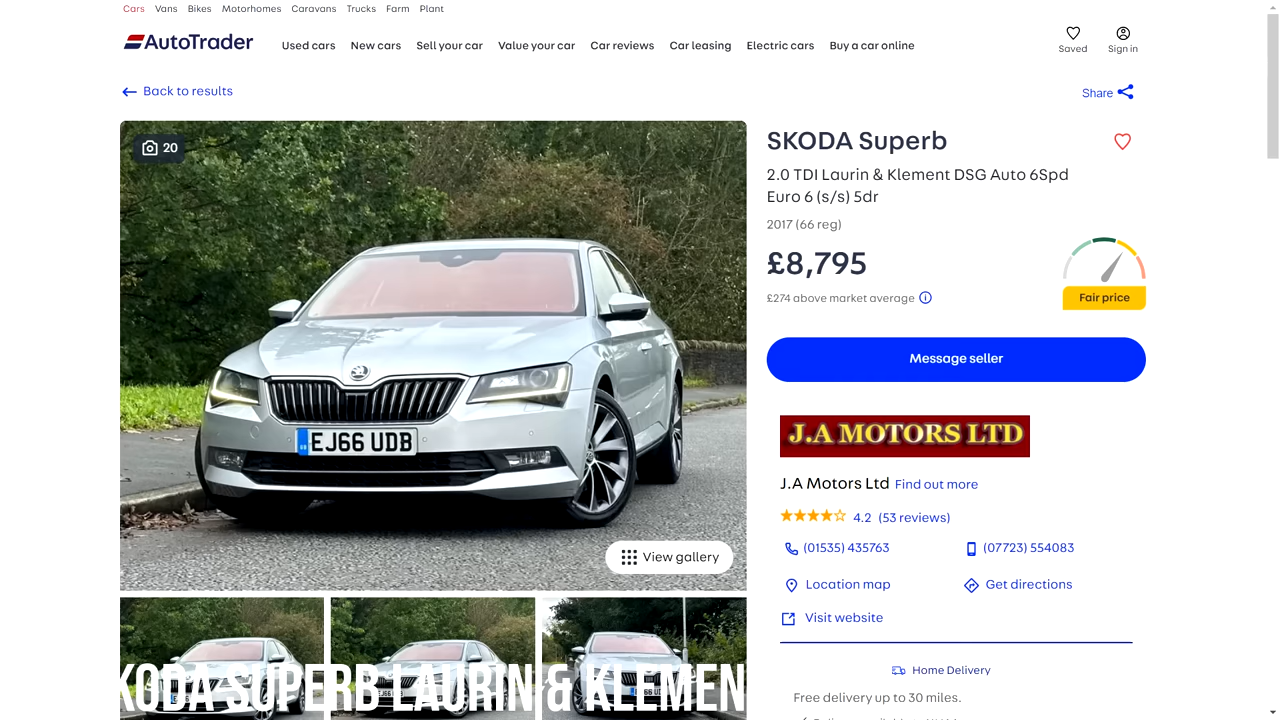 Cars Vans Bikes Motorhomes Caravans Trucks Farm Plant
AutoTrader
Used cars New cars Sell your car Value your car Car reviews Car leasing Electric cars Buy a car online
Saved Sign in
Back to results
Share
20
EJ66 UDB
View gallery
KODA SUPERB LAURIN & KLEMEN
SKODA Superb
2.0 TDI Laurin & Klement DSG Auto 6Spd
Euro 6 (s/s) 5dr
2017 (66 reg)
£8,795
£274 above market average
Fair price
Message seller
J.A MOTORS LTD
J.A Motors Ltd Find out more
4.2 (53 reviews)
(01535) 435763 (07723) 554083
Location map Get directions
Visit website
Home Delivery
Free delivery up to 30 miles.